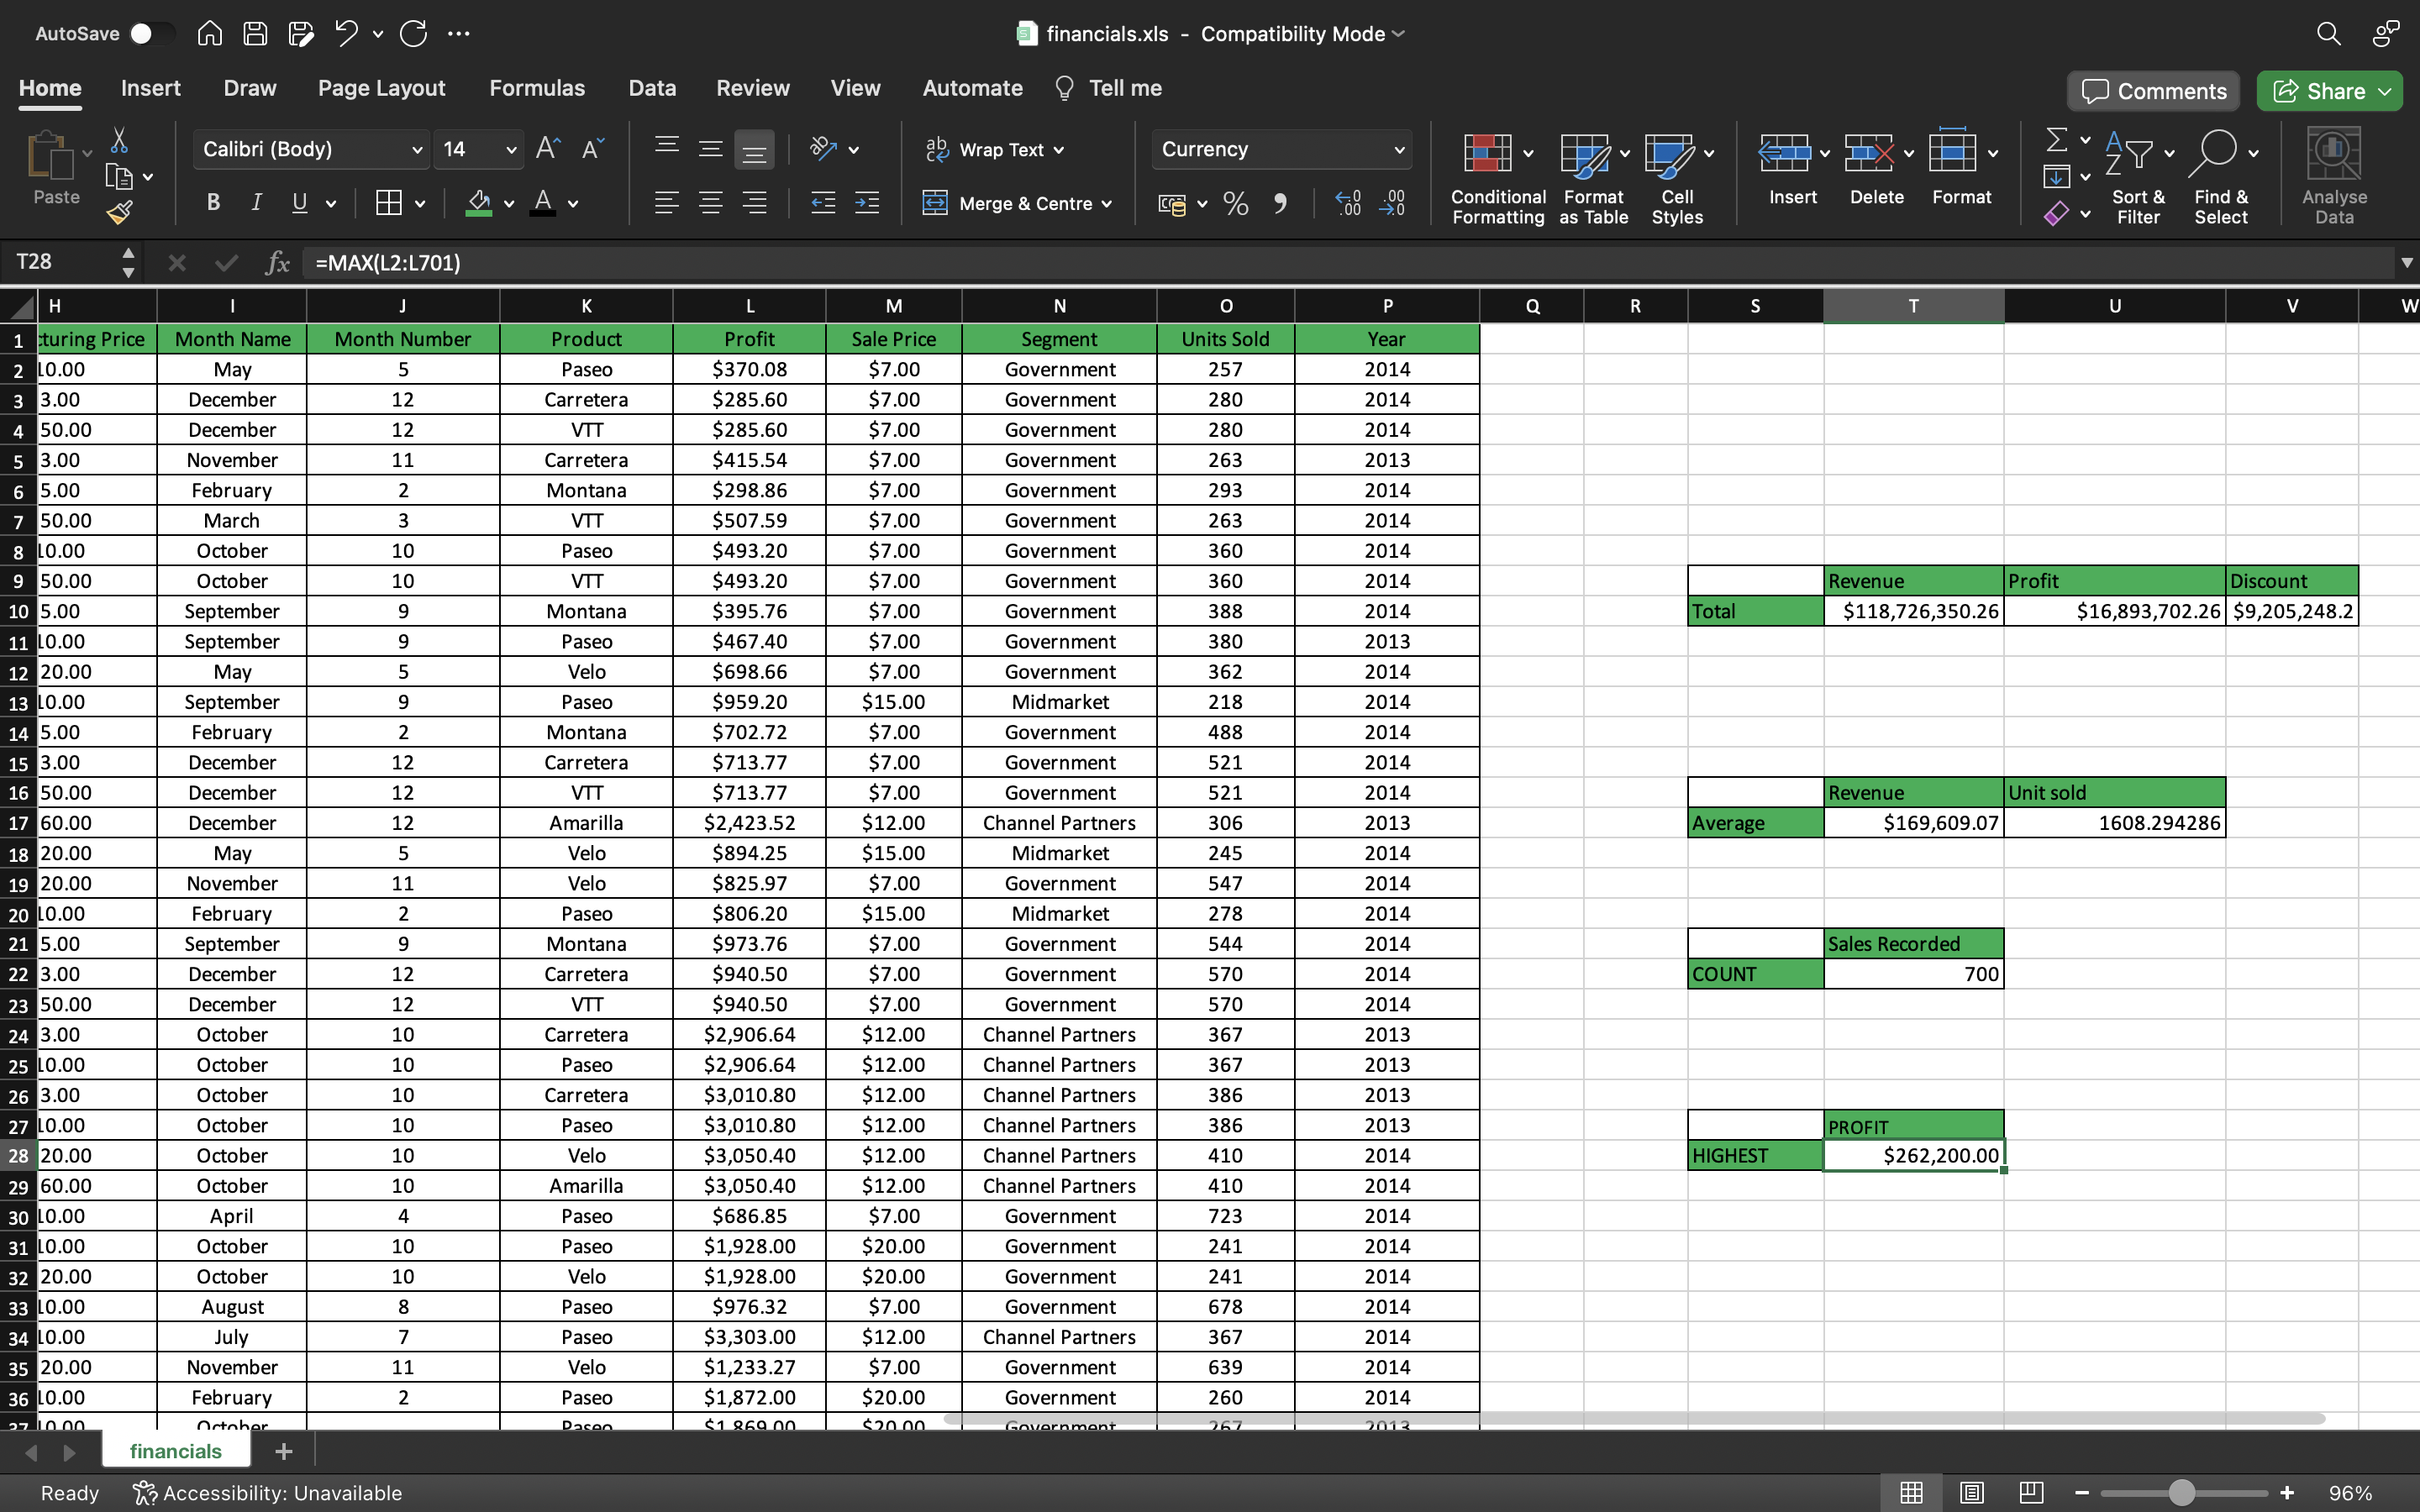 AutoSave
financials.xls - Compatibility Mode
Home Insert Draw Page Layout Formulas Data Review View Automate Tell me Comments Share
Paste
Calibri (Body) 14
B I U
Wrap Text
Merge & Centre
Currency
Conditional Formatting
Format as Table
Cell Styles
Insert
Delete
Format
Sort & Filter
Find & Select
Analyse Data
T28 fx =MAX(L2:L701)
H I J K L M N O P Q R S T U V W
1 cturing Price Month Name Month Number Product Profit Sale Price Segment Units Sold Year
2 10.00 May 5 Paseo $370.08 $7.00 Government 257 2014
3 3.00 December 12 Carretera $285.60 $7.00 Government 280 2014
4 50.00 December 12 VTT $285.60 $7.00 Government 280 2014
5 3.00 November 11 Carretera $415.54 $7.00 Government 263 2013
6 5.00 February 2 Montana $298.86 $7.00 Government 293 2014
7 50.00 March 3 VTT $507.59 $7.00 Government 263 2014
8 10.00 October 10 Paseo $493.20 $7.00 Government 360 2014
9 50.00 October 10 VTT $493.20 $7.00 Government 360 2014 Revenue Profit Discount
10 5.00 September 9 Montana $395.76 $7.00 Government 388 2014 Total $118,726,350.26 $16,893,702.26 $9,205,248.2
11 10.00 September 9 Paseo $467.40 $7.00 Government 380 2013
12 20.00 May 5 Velo $698.66 $7.00 Government 362 2014
13 10.00 September 9 Paseo $959.20 $15.00 Midmarket 218 2014
14 5.00 February 2 Montana $702.72 $7.00 Government 488 2014
15 3.00 December 12 Carretera $713.77 $7.00 Government 521 2014
16 50.00 December 12 VTT $713.77 $7.00 Government 521 2014 Revenue Unit sold
17 60.00 December 12 Amarilla $2,423.52 $12.00 Channel Partners 306 2013 Average $169,609.07 1608.294286
18 20.00 May 5 Velo $894.25 $15.00 Midmarket 245 2014
19 20.00 November 11 Velo $825.97 $7.00 Government 547 2014
20 10.00 February 2 Paseo $806.20 $15.00 Midmarket 278 2014
21 5.00 September 9 Montana $973.76 $7.00 Government 544 2014 Sales Recorded
22 3.00 December 12 Carretera $940.50 $7.00 Government 570 2014 COUNT 700
23 50.00 December 12 VTT $940.50 $7.00 Government 570 2014
24 3.00 October 10 Carretera $2,906.64 $12.00 Channel Partners 367 2013
25 10.00 October 10 Paseo $2,906.64 $12.00 Channel Partners 367 2013
26 3.00 October 10 Carretera $3,010.80 $12.00 Channel Partners 386 2013
27 10.00 October 10 Paseo $3,010.80 $12.00 Channel Partners 386 2013 PROFIT
28 20.00 October 10 Velo $3,050.40 $12.00 Channel Partners 410 2014 HIGHEST $262,200.00
29 60.00 October 10 Amarilla $3,050.40 $12.00 Channel Partners 410 2014
30 10.00 April 4 Paseo $686.85 $7.00 Government 723 2014
31 10.00 October 10 Paseo $1,928.00 $20.00 Government 241 2014
32 20.00 October 10 Velo $1,928.00 $20.00 Government 241 2014
33 10.00 August 8 Paseo $976.32 $7.00 Government 678 2014
34 10.00 July 7 Paseo $3,303.00 $12.00 Channel Partners 367 2014
35 20.00 November 11 Velo $1,233.27 $7.00 Government 639 2014
36 10.00 February 2 Paseo $1,872.00 $20.00 Government 260 2014
37 10.00 October Paseo $1,869.00 $20.00 Government 267 2013
financials
Ready Accessibility: Unavailable 96%